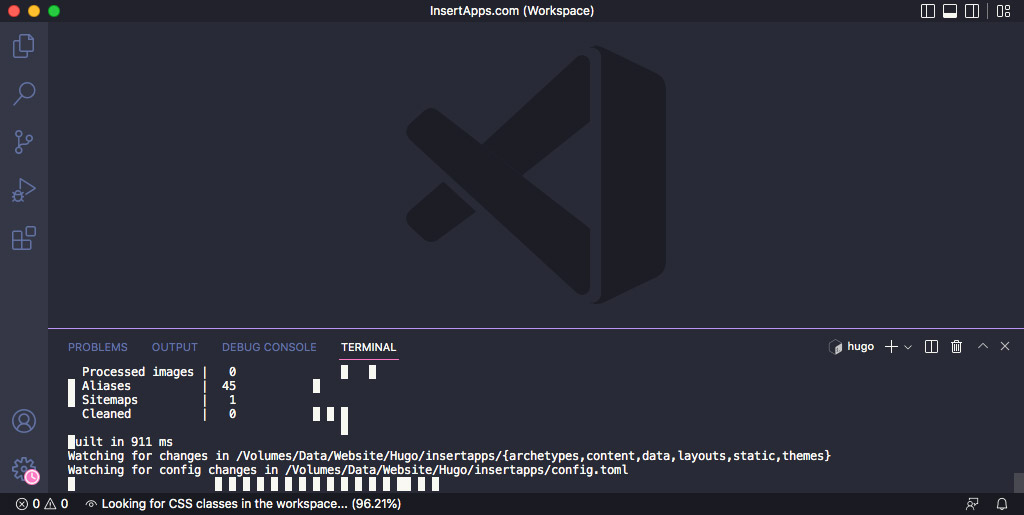 InsertApps.com (Workspace)
PROBLEMS OUTPUT DEBUG CONSOLE TERMINAL hugo
Processed images | 0
Aliases | 45
Sitemaps | 1
Cleaned | 0
uilt in 911 ms
Watching for changes in /Volumes/Data/Website/Hugo/insertapps/{archetypes,content,data,layouts,static,themes}
Watching for config changes in /Volumes/Data/Website/Hugo/insertapps/config.toml
0 0 Looking for CSS classes in the workspace... (96.21%)